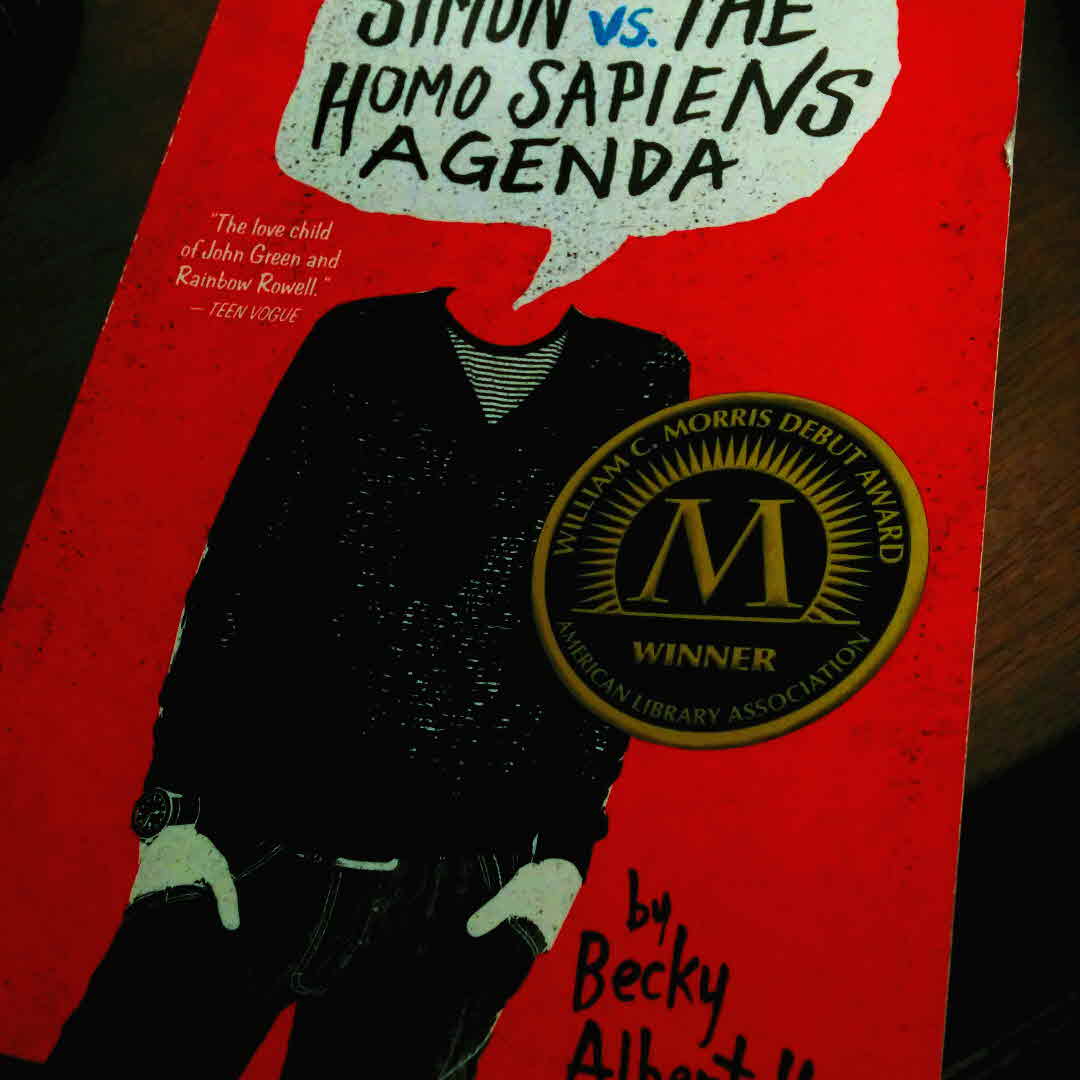 SIMON VS. THE
HOMO SAPIENS
AGENDA
"The love child
of John Green and
Rainbow Rowell."
— TEEN VOGUE
WILLIAM C. MORRIS DEBUT AWARD
M
WINNER
AMERICAN LIBRARY ASSOCIATION
by
Becky